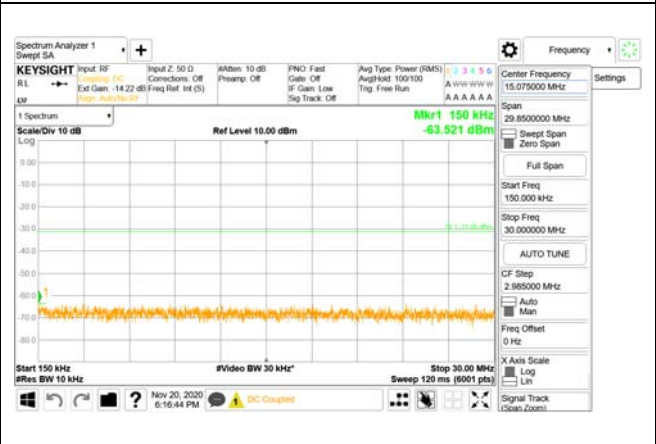 Spectrum Analyzer 1
Swept SA
Frequency
KEYSIGHT
Input: RF
Coupling: DC
Ext Gain: -14.22 dB
Align: Auto/No RF
Input Z: 50 Ω
Corrections: Off
Freq Ref: Int (S)
#Atten: 10 dB
Preamp: Off
PNO: Fast
Gate: Off
IF Gain: Low
Sig Track: Off
Avg Type: Power (RMS)
Avg|Hold: 100/100
Trig: Free Run
1 2 3 4 5 6
A W W W W W
A A A A A A
RL
1 Spectrum
Scale/Div 10 dB
Log
Ref Level 10.00 dBm
Mkr1 150 kHz
-63.521 dBm
0.00
-10.0
-20.0
-30.0
-40.0
-50.0
-60.0
-70.0
-80.0
1
Start 150 kHz
#Res BW 10 kHz
#Video BW 30 kHz*
Stop 30.00 MHz
Sweep 120 ms (6001 pts)
Nov 20, 2020
6:16:44 PM
DC Coupled
Center Frequency
15.075000 MHz
Settings
Span
29.8500000 MHz
Swept Span
Zero Span
Full Span
Start Freq
150.000 kHz
Stop Freq
30.000000 MHz
AUTO TUNE
CF Step
2.985000 MHz
Auto
Man
Freq Offset
0 Hz
X Axis Scale
Log
Lin
Signal Track
(Span Zoom)